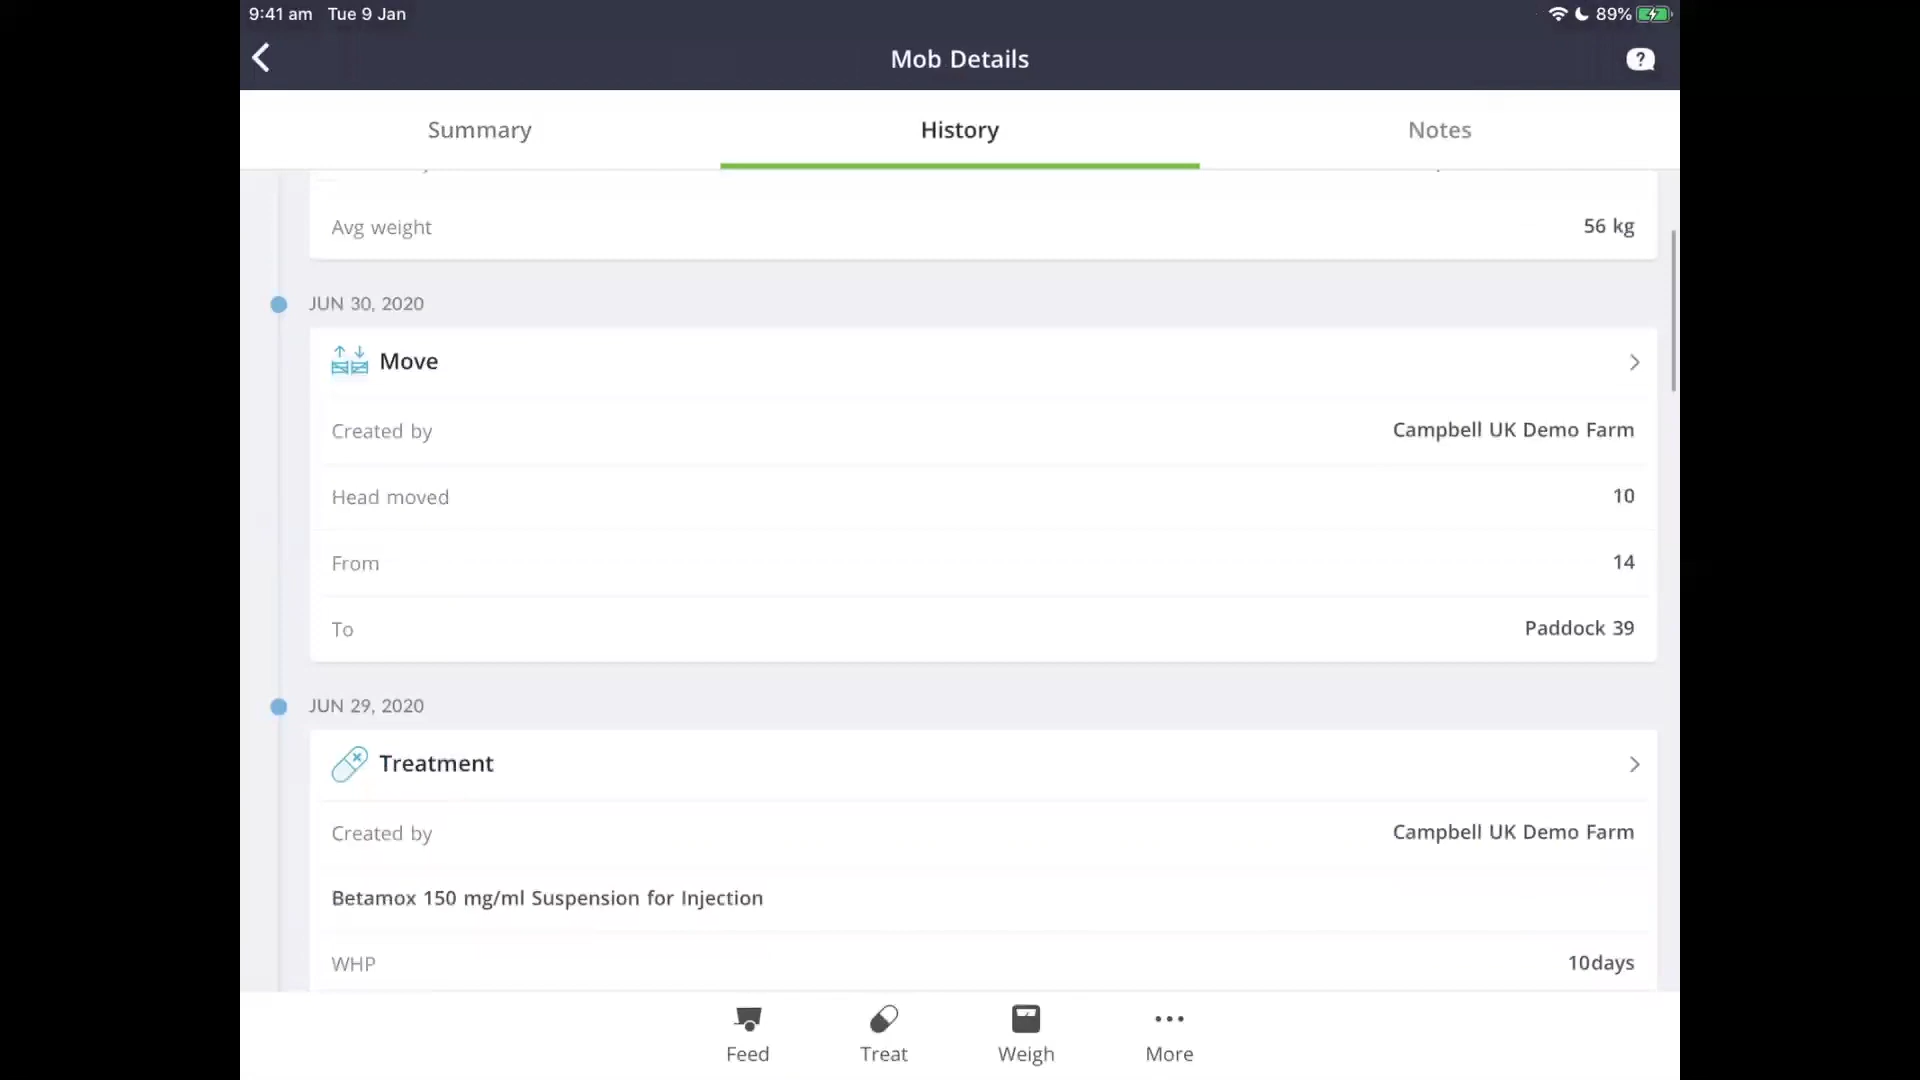 9:41 am Tue 9 Jan
89%
Mob Details
?
Summary
History
Notes
Avg weight
56 kg
JUN 30, 2020
Move
Created by
Campbell UK Demo Farm
Head moved
10
From
14
To
Paddock 39
JUN 29, 2020
Treatment
Created by
Campbell UK Demo Farm
Betamox 150 mg/ml Suspension for Injection
WHP
10days
Feed
Treat
Weigh
More